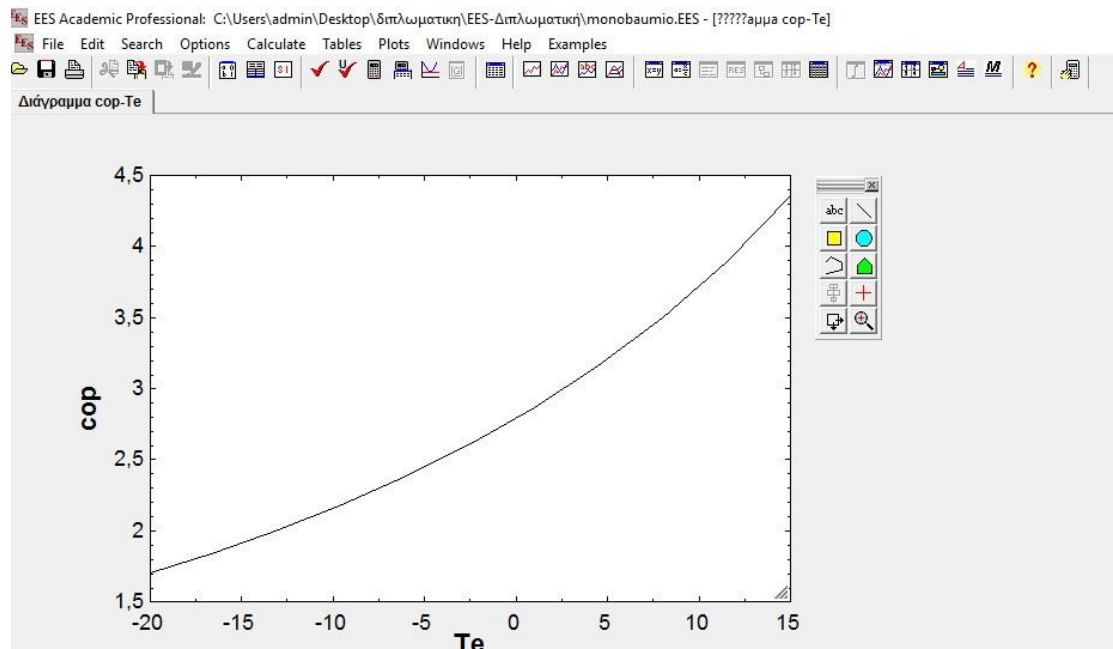 EES Academic Professional: C:\Users\admin\Desktop\διπλωματικη\EES-Διπλωματική\monobaumio.EES - [?????αμμα cop-Te]
File Edit Search Options Calculate Tables Plots Windows Help Examples
Διάγραμμα cop-Te
4,5
4
3,5
3
2,5
2
1,5
cop
-20 -15 -10 -5 0 5 10 15
Te
abc